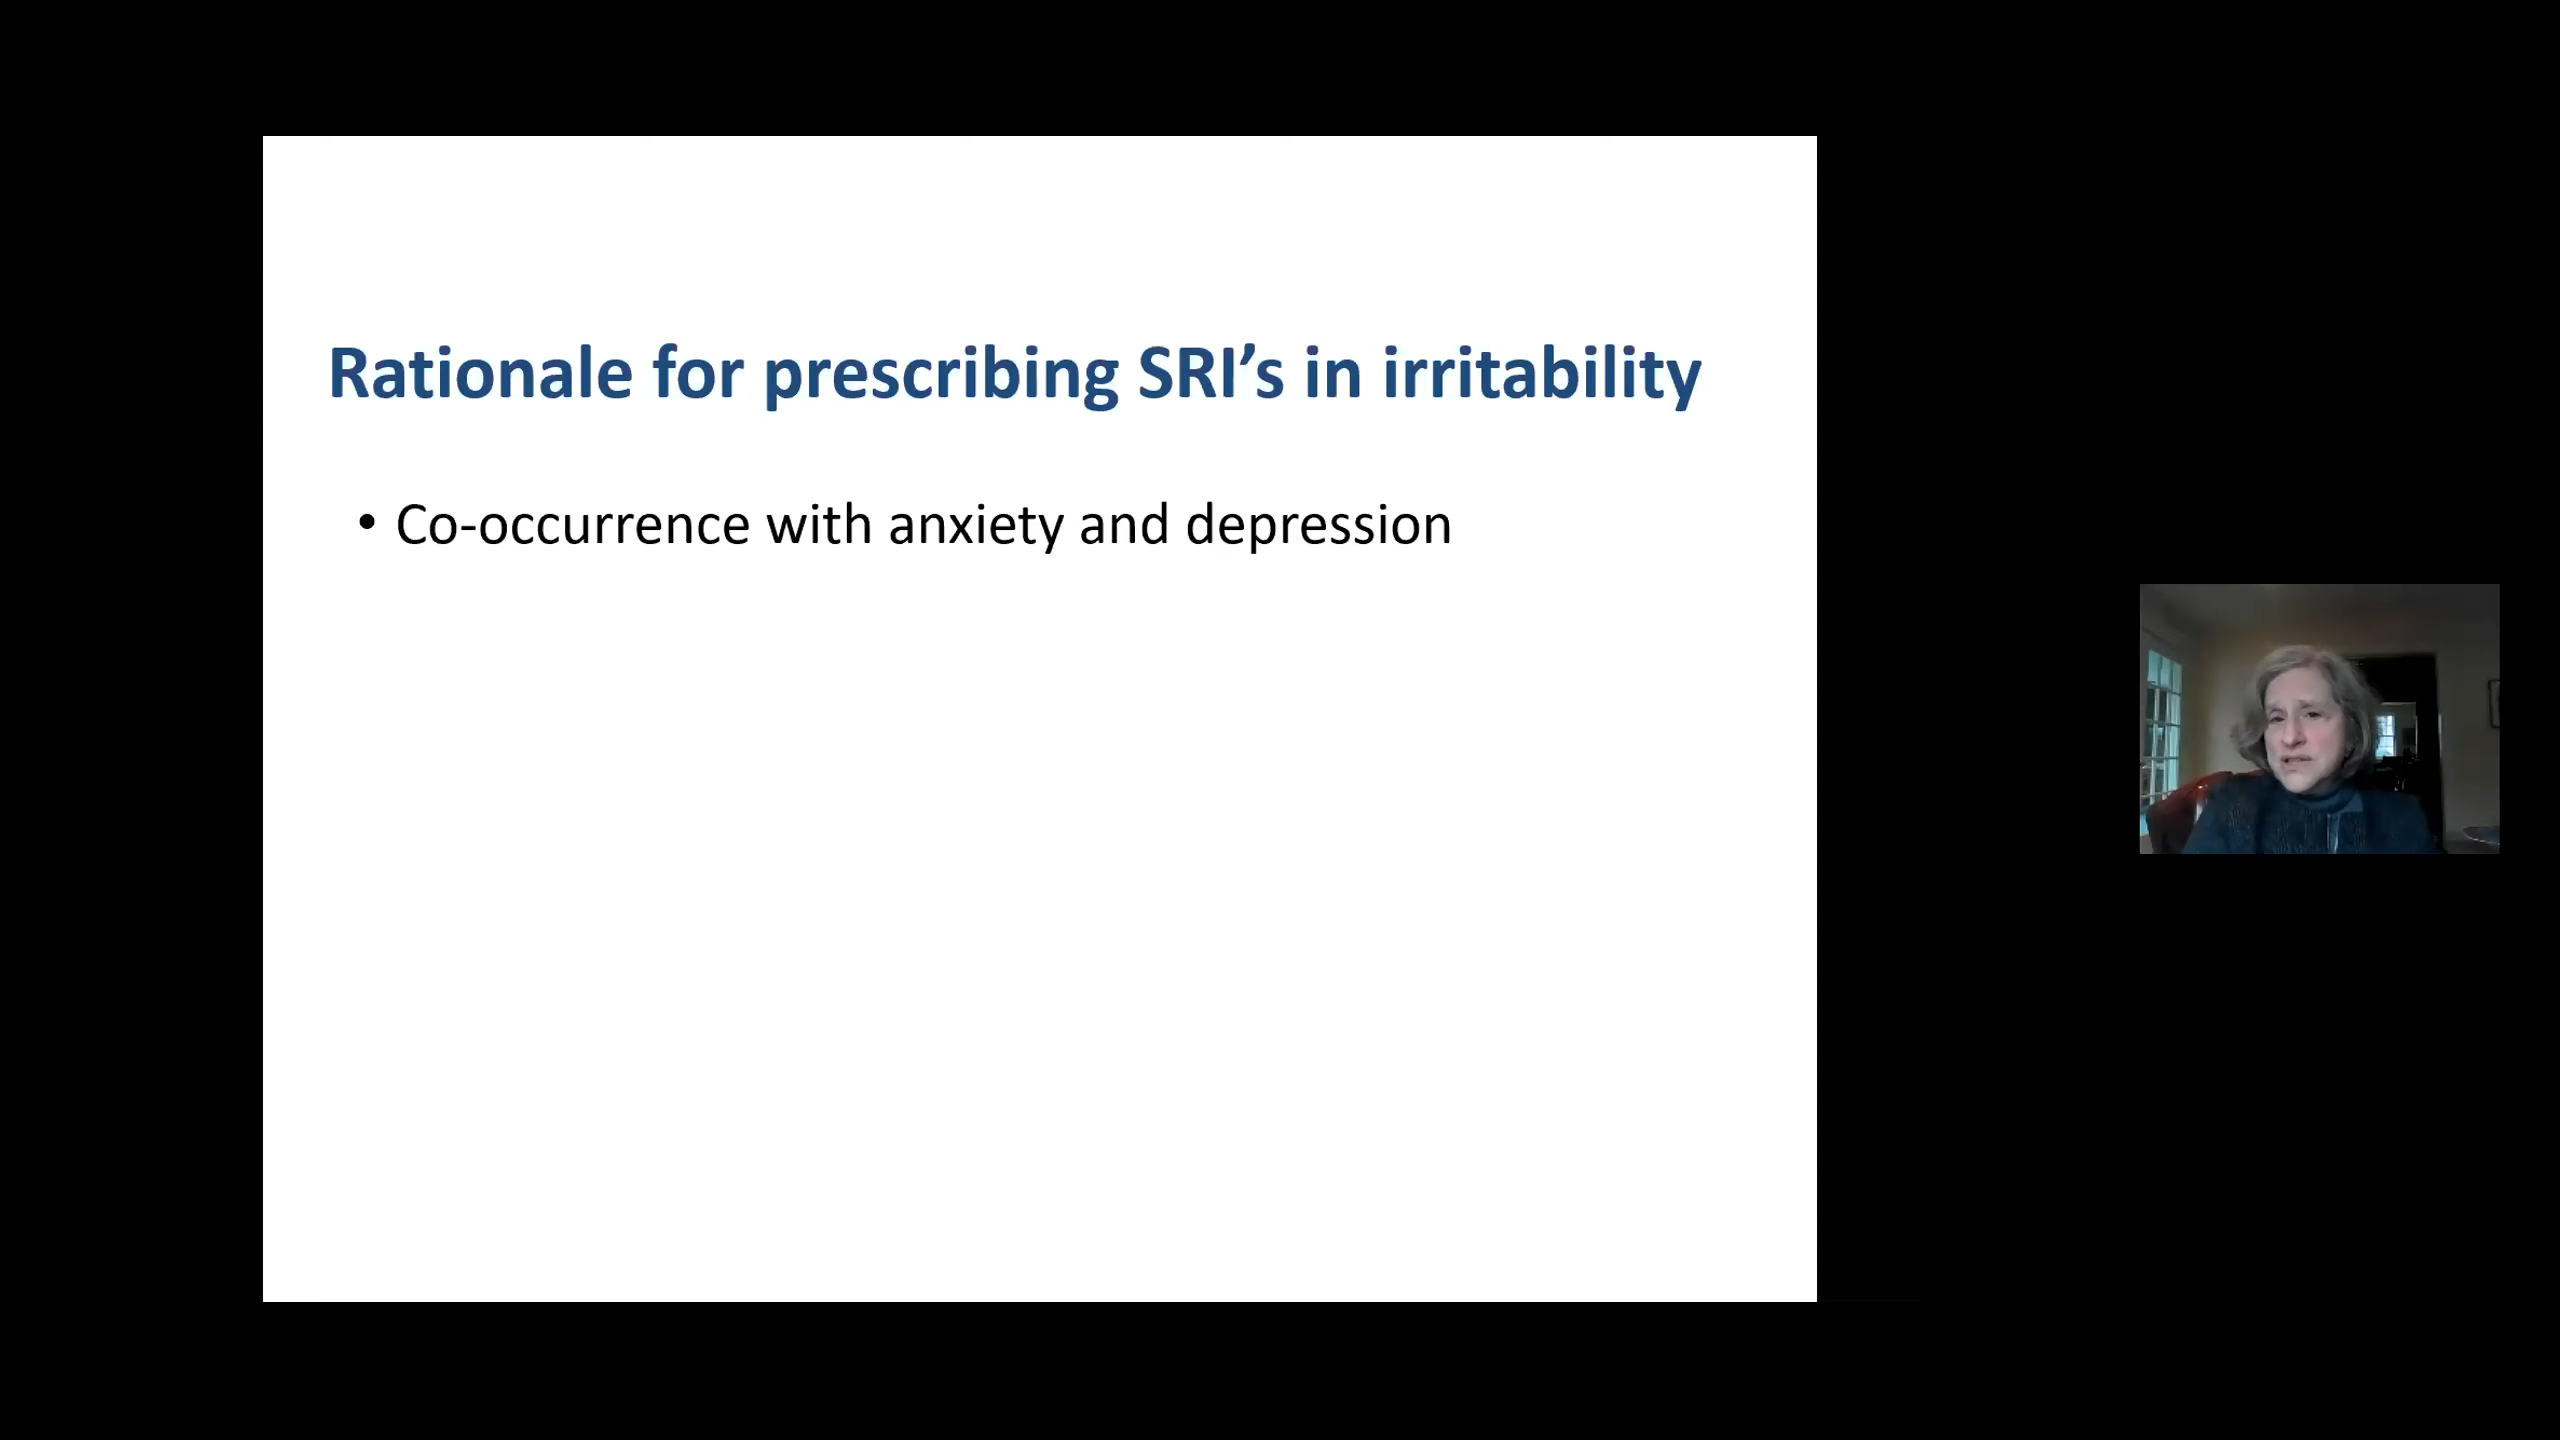 Rationale for prescribing SRI’s in irritability
• Co-occurrence with anxiety and depression